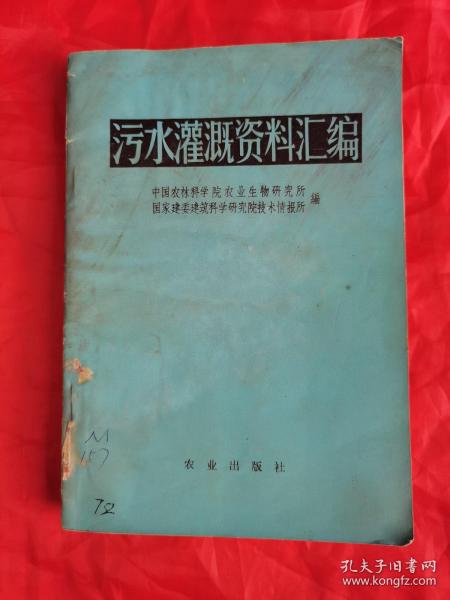 污水灌溉资料汇编
中国农林科学院农业生物研究所
国家建委建筑科学研究院技术情报所
编
M
157
72
农业出版社
孔夫子旧书网
www.kongfz.com